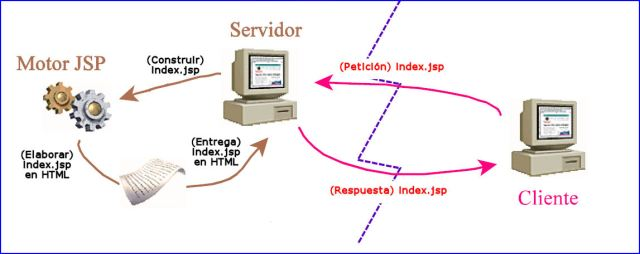 Servidor
Motor JSP
(Construir)
Index.jsp
(Petición) Index.jsp
(Elaborar)
Index.jsp
en HTML
(Entrega)
Index.jsp
en HTML
(Respuesta) Index.jsp
Cliente